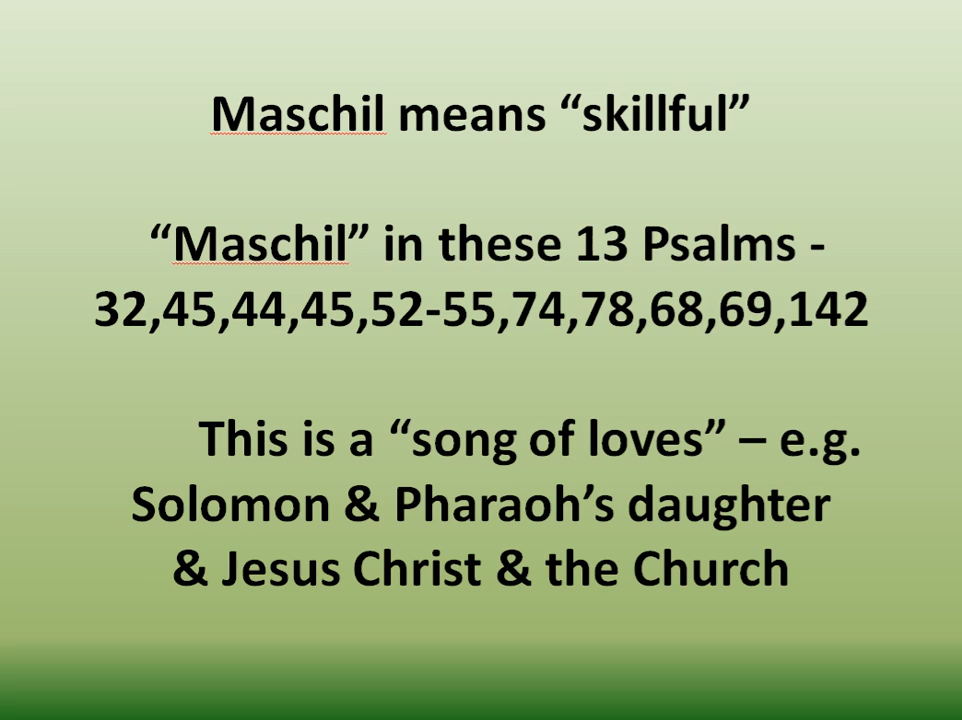 Maschil means “skillful”
“Maschil” in these 13 Psalms -
32,45,44,45,52-55,74,78,68,69,142
This is a “song of loves” – e.g.
Solomon & Pharaoh’s daughter
& Jesus Christ & the Church